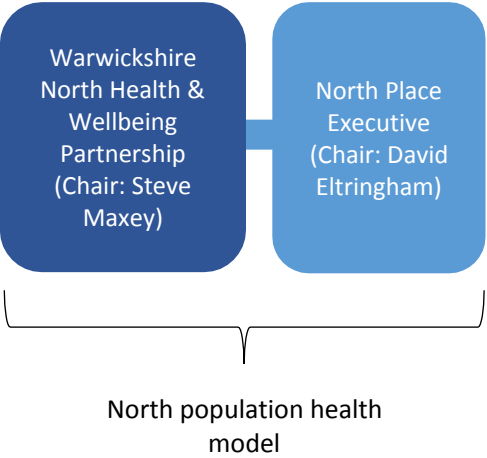 Warwickshire
North Health &
Wellbeing
Partnership
(Chair: Steve
Maxey)
North Place
Executive
(Chair: David
Eltringham)
North population health
model